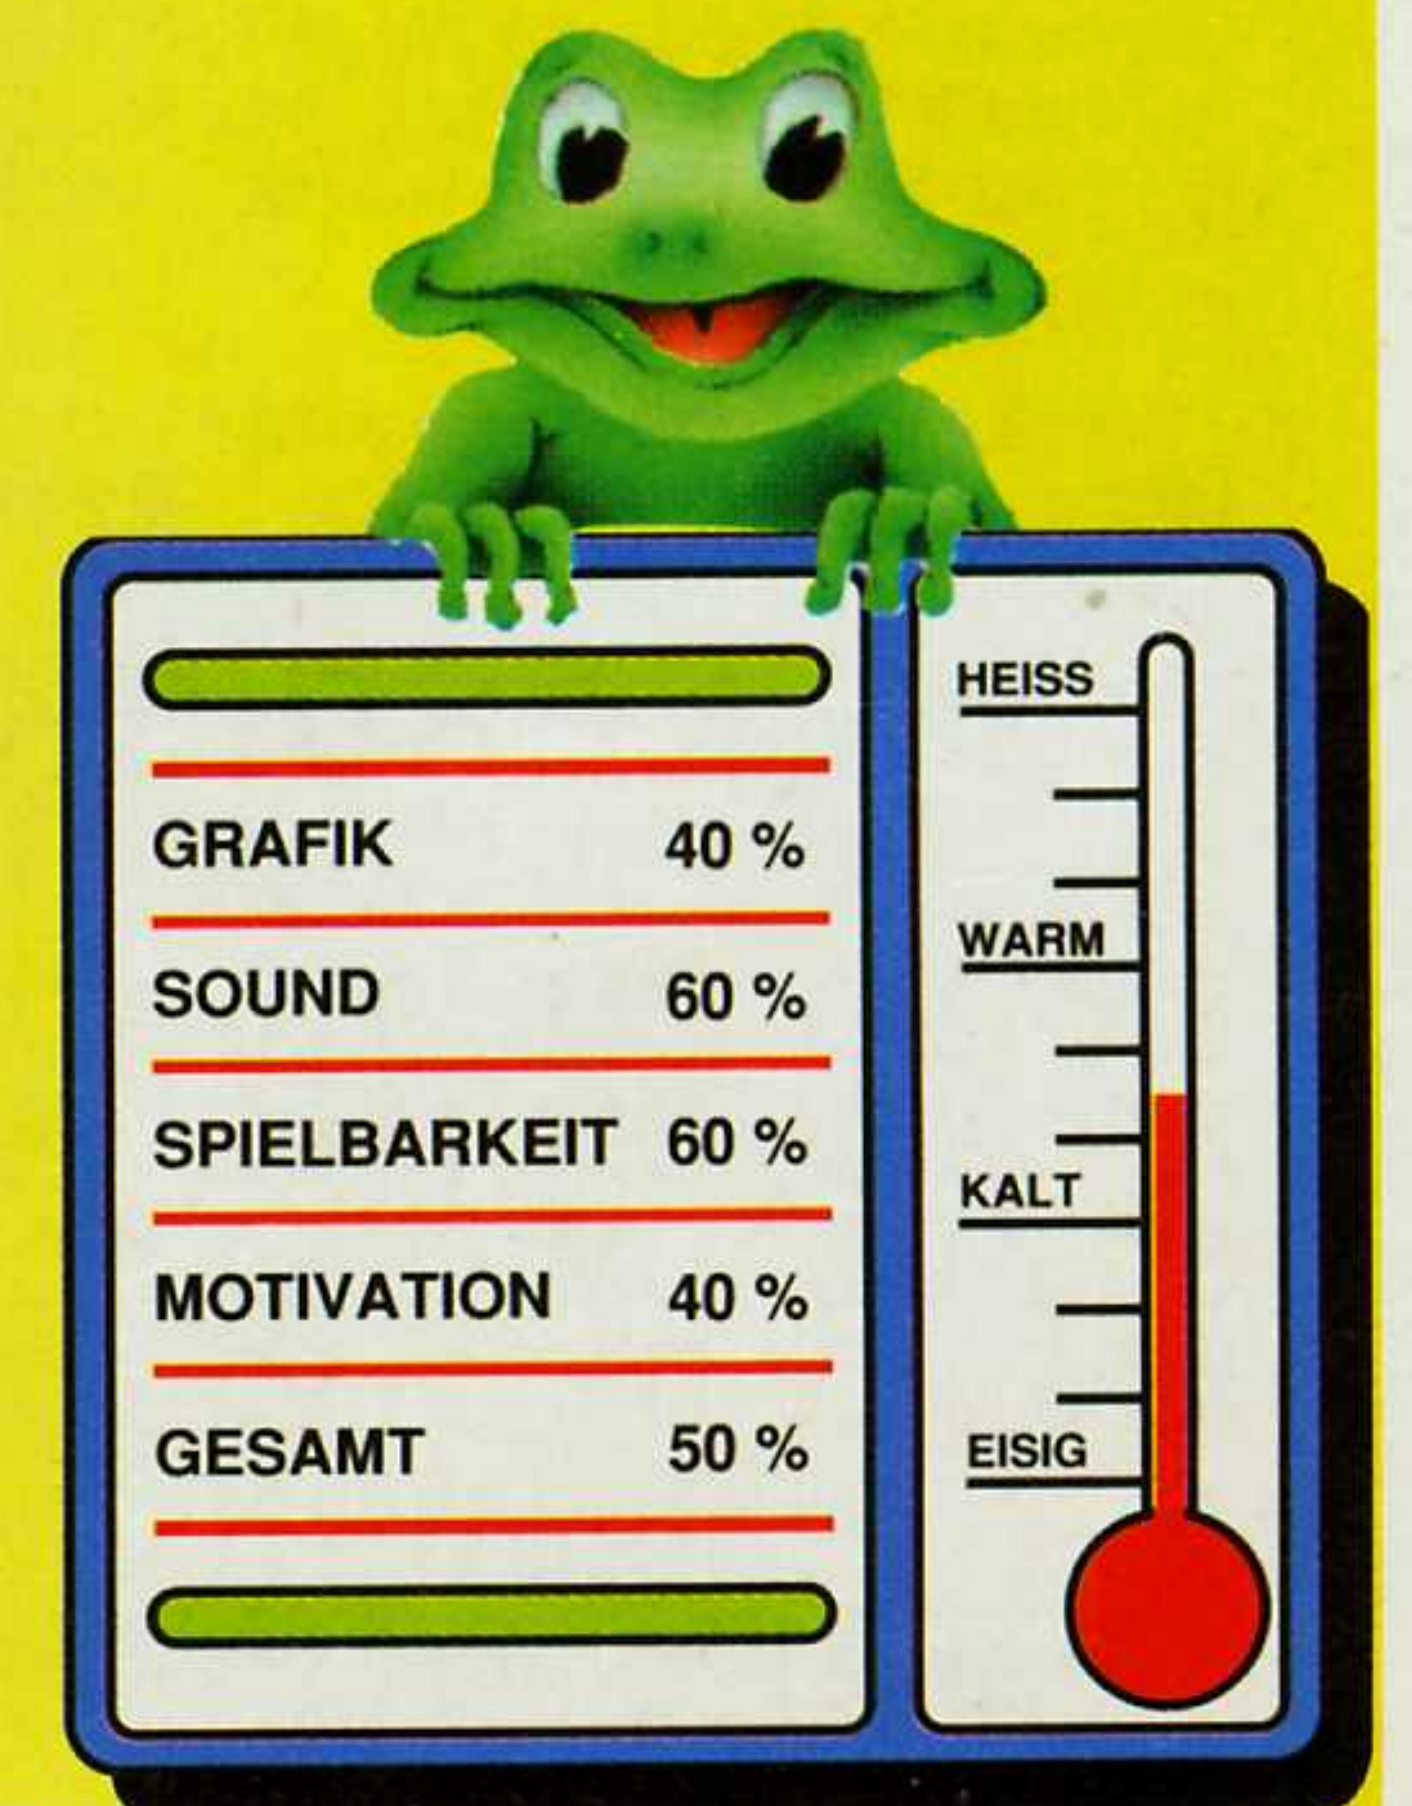 GRAFIK 40 %
SOUND 60 %
SPIELBARKEIT 60 %
MOTIVATION 40 %
GESAMT 50 %
HEISS
WARM
KALT
EISIG